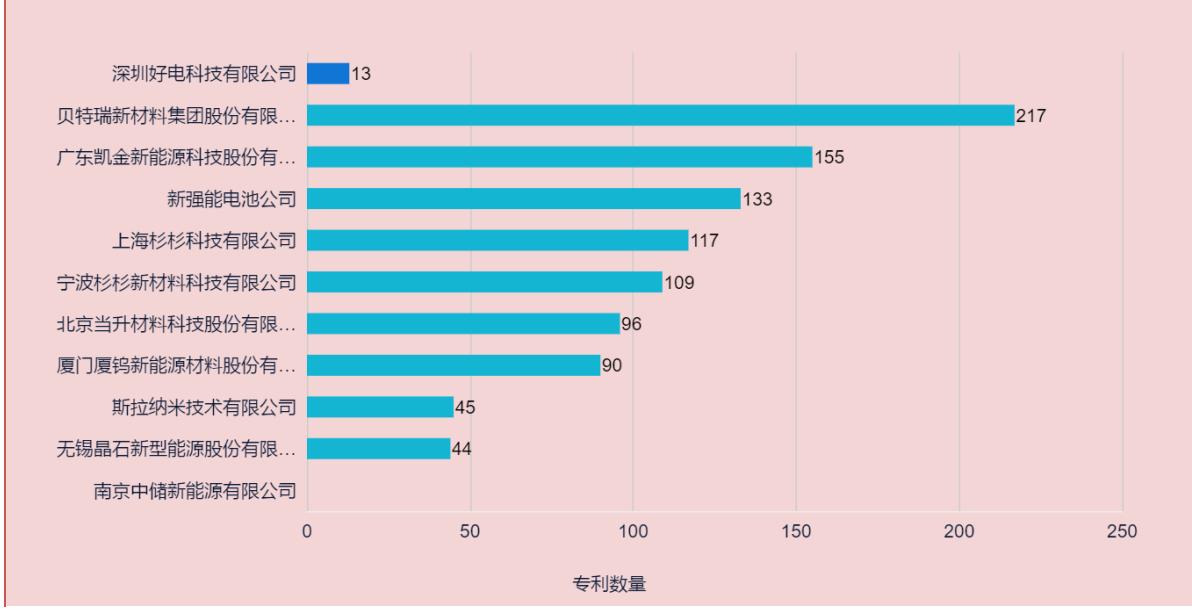 深圳好电科技有限公司 13
贝特瑞新材料集团股份有限… 217
广东凯金新能源科技股份有… 155
新强能电池公司 133
上海杉杉科技有限公司 117
宁波杉杉新材料科技有限公司 109
北京当升材料科技股份有限… 96
厦门厦钨新能源材料股份有… 90
斯拉纳米技术有限公司 45
无锡晶石新型能源股份有限… 44
南京中储新能源有限公司
0 50 100 150 200 250
专利数量